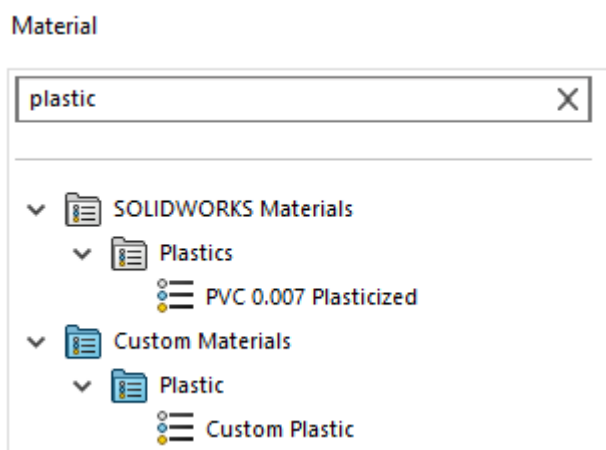 Material
plastic
SOLIDWORKS Materials
Plastics
PVC 0.007 Plasticized
Custom Materials
Plastic
Custom Plastic